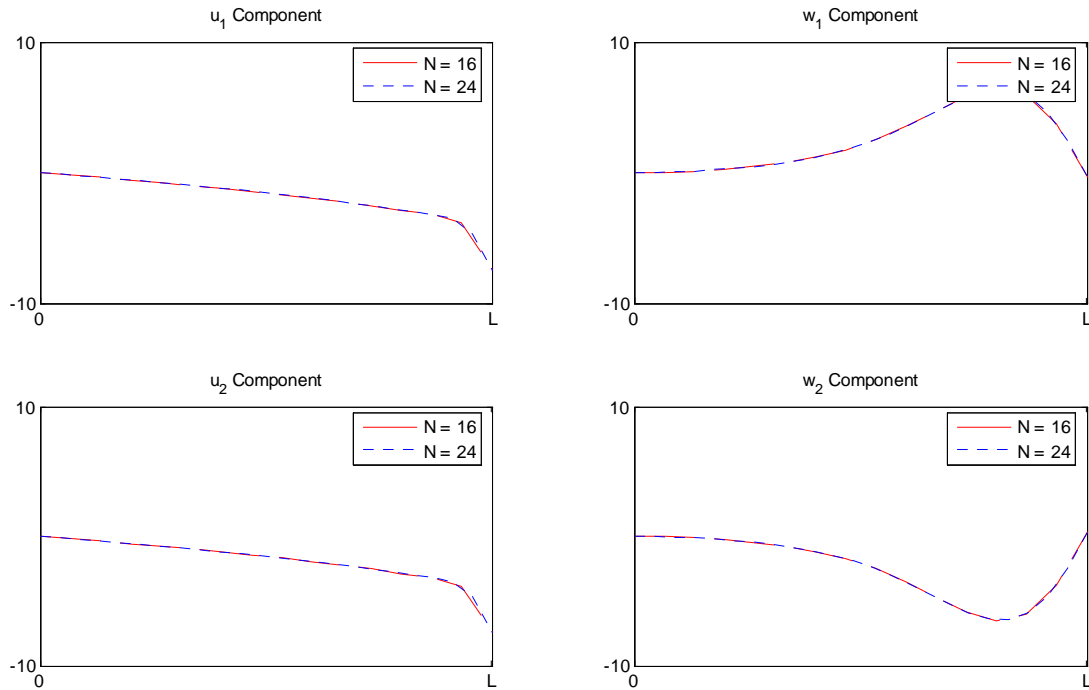 u1 Component
10
N = 16
N = 24
-10
0
L
w1 Component
10
N = 16
N = 24
-10
0
L
u2 Component
10
N = 16
N = 24
-10
0
L
w2 Component
10
N = 16
N = 24
-10
0
L